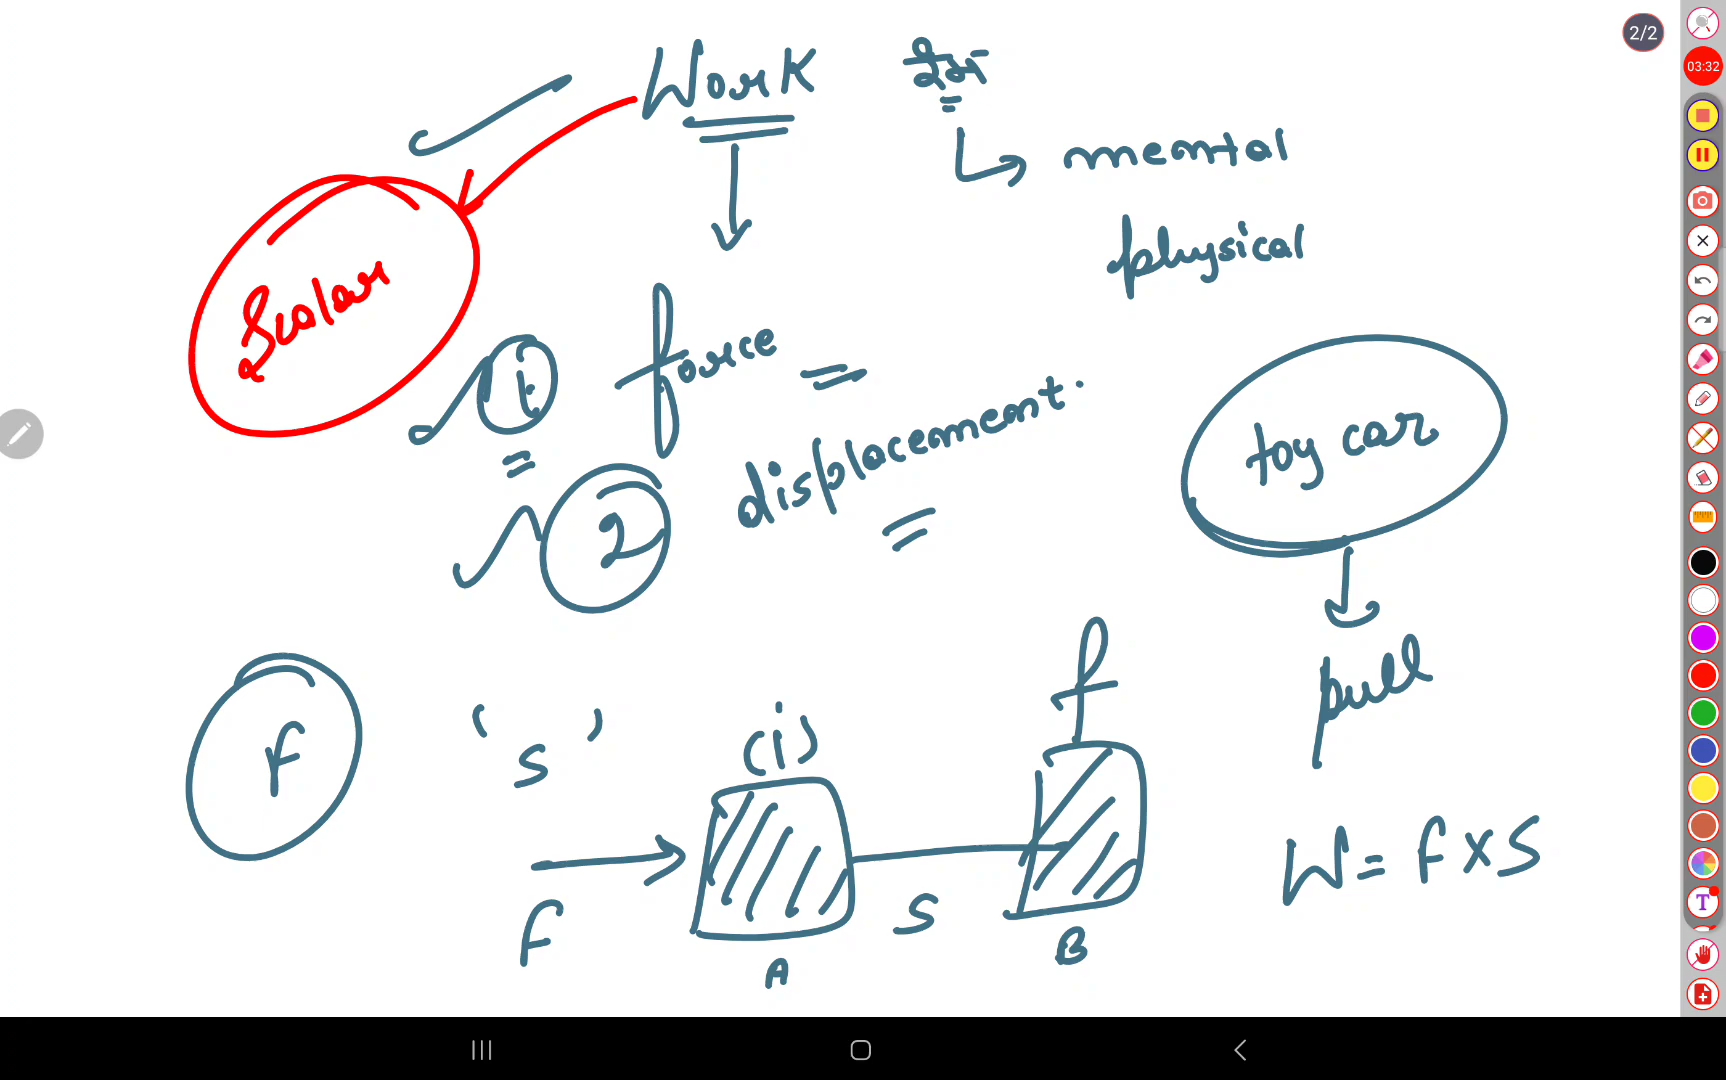 2/2
03:32
Work
mental
physical
Scalar
1 force
2 displacement.
toy car
pull
F 's'
(i) f
F S
A B
W = F x S
T